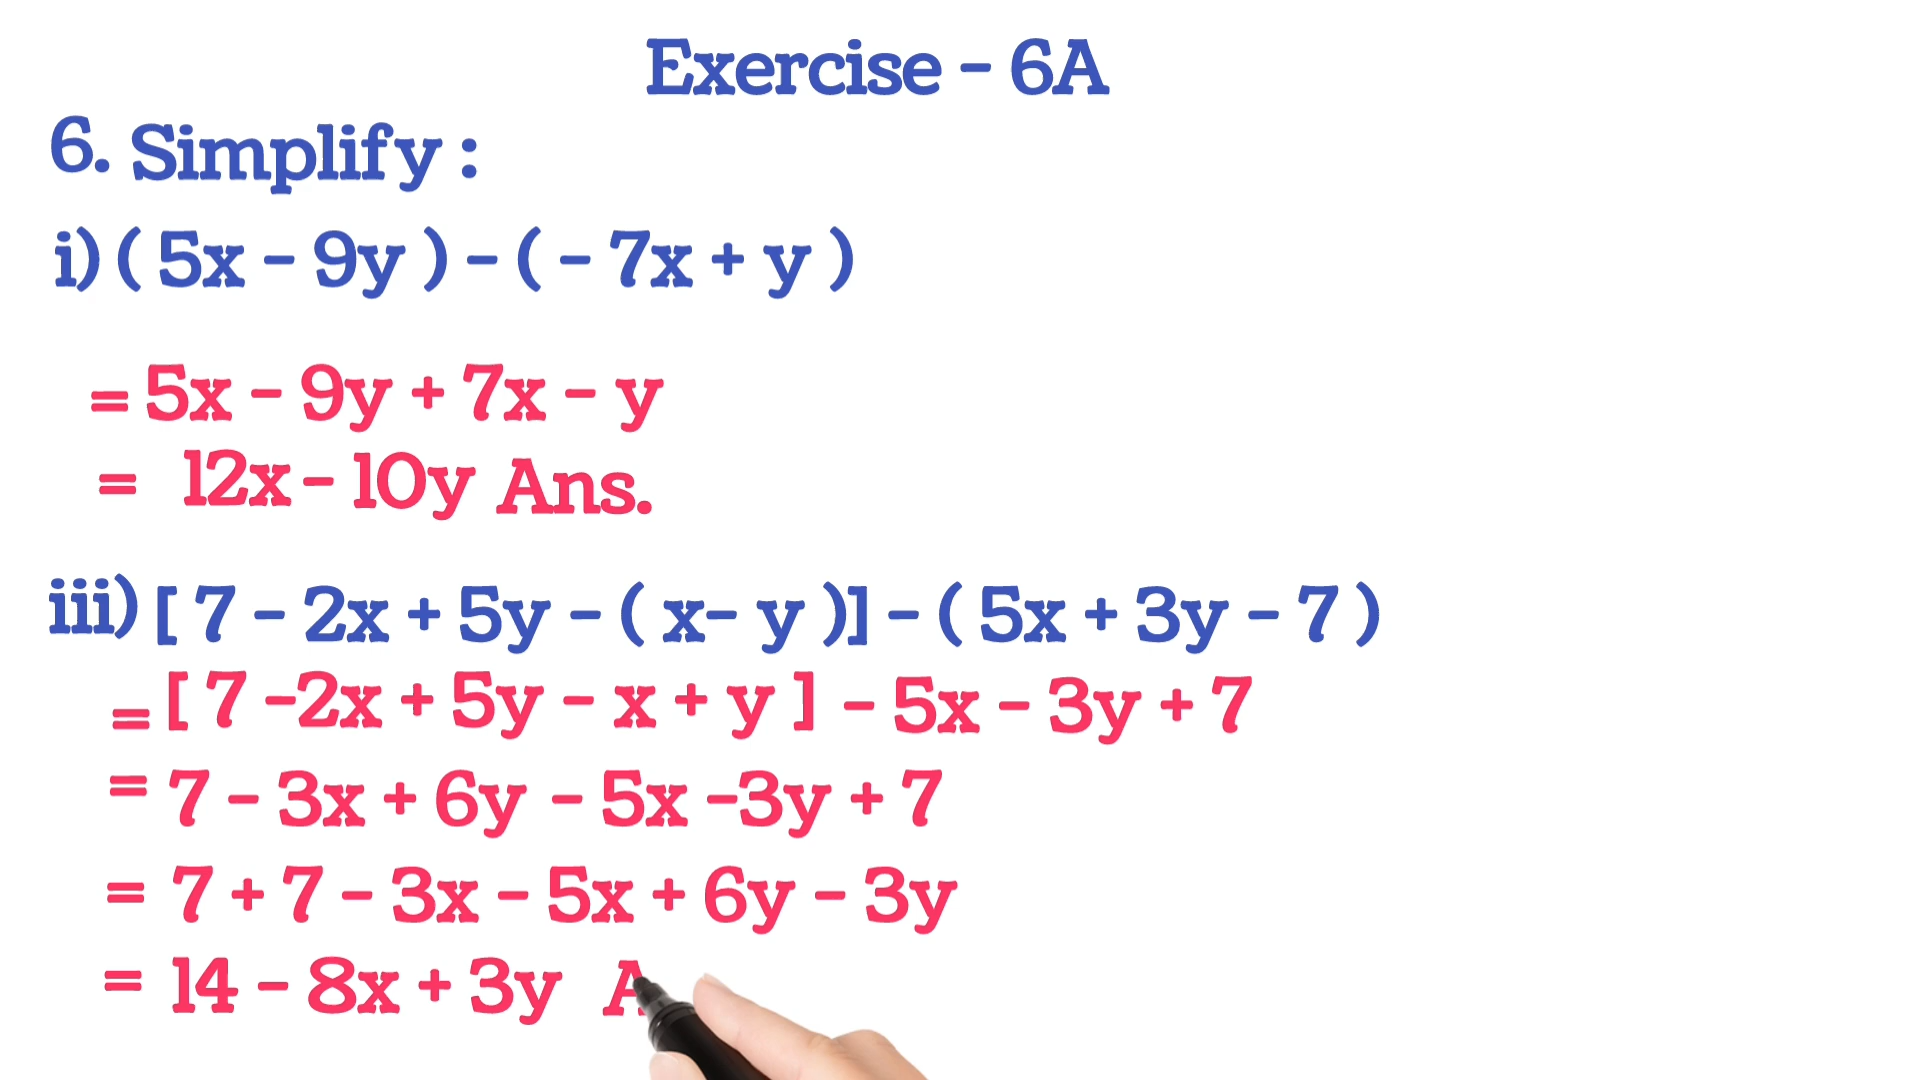 Exercise - 6A
6. Simplify :
i) ( 5x - 9y ) - ( - 7x + y )
= 5x - 9y + 7x - y
= 12x - 10y Ans.
iii) [ 7 - 2x + 5y - ( x- y )] - ( 5x + 3y - 7 )
= [ 7 -2x + 5y - x + y ] - 5x - 3y + 7
= 7 - 3x + 6y - 5x -3y + 7
= 7 + 7 - 3x - 5x + 6y - 3y
= 14 - 8x + 3y A